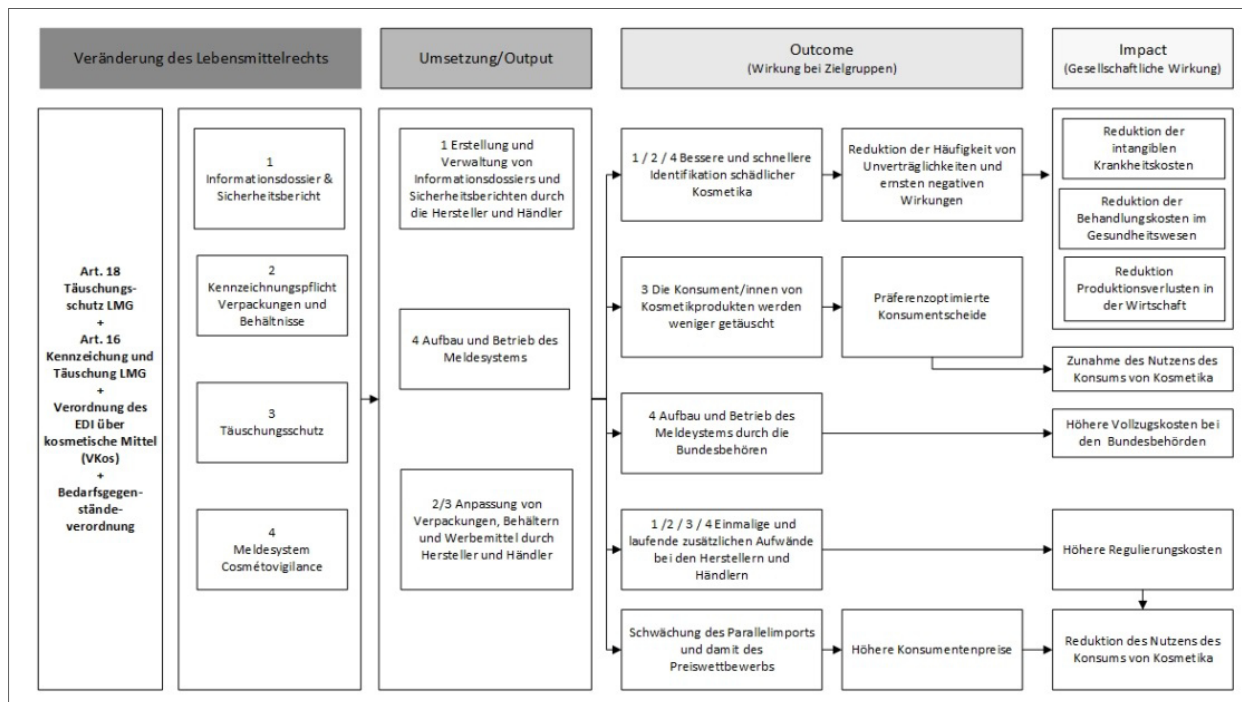 Veränderung des Lebensmittelrechts
Umsetzung/Output
Outcome
(Wirkung bei Zielgruppen)
Impact
(Gesellschaftliche Wirkung)
Art. 18
Täuschungs-
schutz LMG
+
Art. 16
Kennzeichung und
Täuschung LMG
+
Verordnung des
EDI über
kosmetische Mittel
(VKos)
+
Bedarfsgegen-
stände-
verordnung
1
Informationsdossier &
Sicherheitsbericht
2
Kennzeichnungspflicht
Verpackungen und
Behältnisse
3
Täuschungsschutz
4
Meldesystem
Cosmétovigilance
1 Erstellung und
Verwaltung von
Informationsdossiers und
Sicherheitsberichten durch
die Hersteller und Händler
4 Aufbau und Betrieb des
Meldesystems
2/3 Anpassung von
Verpackungen, Behältern
und Werbemittel durch
Hersteller und Händler
1 / 2 / 4 Bessere und schnellere
Identifikation schädlicher
Kosmetika
Reduktion der Häufigkeit von
Unverträglichkeiten und
ernsten negativen
Wirkungen
Reduktion der
intangiblen
Krankheitskosten
Reduktion der
Behandlungskosten im
Gesundheitswesen
Reduktion
Produktionsverlusten in
der Wirtschaft
3 Die Konsument/innen von
Kosmetikprodukten werden
weniger getäuscht
Präferenzoptimierte
Konsumentscheide
Zunahme des Nutzens des
Konsums von Kosmetika
4 Aufbau und Betrieb des
Meldeystems durch die
Bundesbehören
Höhere Vollzugskosten bei
den Bundesbehörden
1 /2 / 3 / 4 Einmalige und
laufende zusätzlichen Aufwände
bei den Herstellern und
Händlern
Höhere Regulierungskosten
Schwächung des Parallelimports
und damit des
Preiswettbewerbs
Höhere Konsumentenpreise
Reduktion des Nutzens des
Konsums von Kosmetika